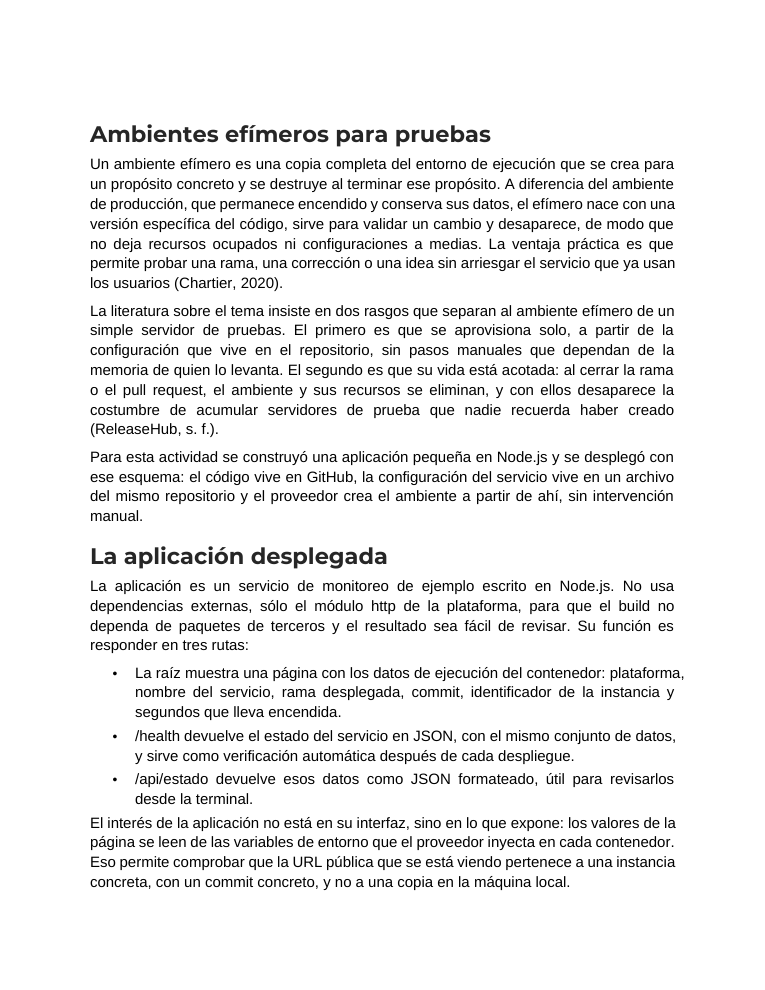 Ambientes efímeros para pruebas
Un ambiente efímero es una copia completa del entorno de ejecución que se crea para
un propósito concreto y se destruye al terminar ese propósito. A diferencia del ambiente
de producción, que permanece encendido y conserva sus datos, el efímero nace con una
versión específica del código, sirve para validar un cambio y desaparece, de modo que
no deja recursos ocupados ni configuraciones a medias. La ventaja práctica es que
permite probar una rama, una corrección o una idea sin arriesgar el servicio que ya usan
los usuarios (Chartier, 2020).
La literatura sobre el tema insiste en dos rasgos que separan al ambiente efímero de un
simple servidor de pruebas. El primero es que se aprovisiona solo, a partir de la
configuración que vive en el repositorio, sin pasos manuales que dependan de la
memoria de quien lo levanta. El segundo es que su vida está acotada: al cerrar la rama
o el pull request, el ambiente y sus recursos se eliminan, y con ellos desaparece la
costumbre de acumular servidores de prueba que nadie recuerda haber creado
(ReleaseHub, s. f.).
Para esta actividad se construyó una aplicación pequeña en Node.js y se desplegó con
ese esquema: el código vive en GitHub, la configuración del servicio vive en un archivo
del mismo repositorio y el proveedor crea el ambiente a partir de ahí, sin intervención
manual.
La aplicación desplegada
La aplicación es un servicio de monitoreo de ejemplo escrito en Node.js. No usa
dependencias externas, sólo el módulo http de la plataforma, para que el build no
dependa de paquetes de terceros y el resultado sea fácil de revisar. Su función es
responder en tres rutas:
• La raíz muestra una página con los datos de ejecución del contenedor: plataforma,
nombre del servicio, rama desplegada, commit, identificador de la instancia y
segundos que lleva encendida.
• /health devuelve el estado del servicio en JSON, con el mismo conjunto de datos,
y sirve como verificación automática después de cada despliegue.
• /api/estado devuelve esos datos como JSON formateado, útil para revisarlos
desde la terminal.
El interés de la aplicación no está en su interfaz, sino en lo que expone: los valores de la
página se leen de las variables de entorno que el proveedor inyecta en cada contenedor.
Eso permite comprobar que la URL pública que se está viendo pertenece a una instancia
concreta, con un commit concreto, y no a una copia en la máquina local.